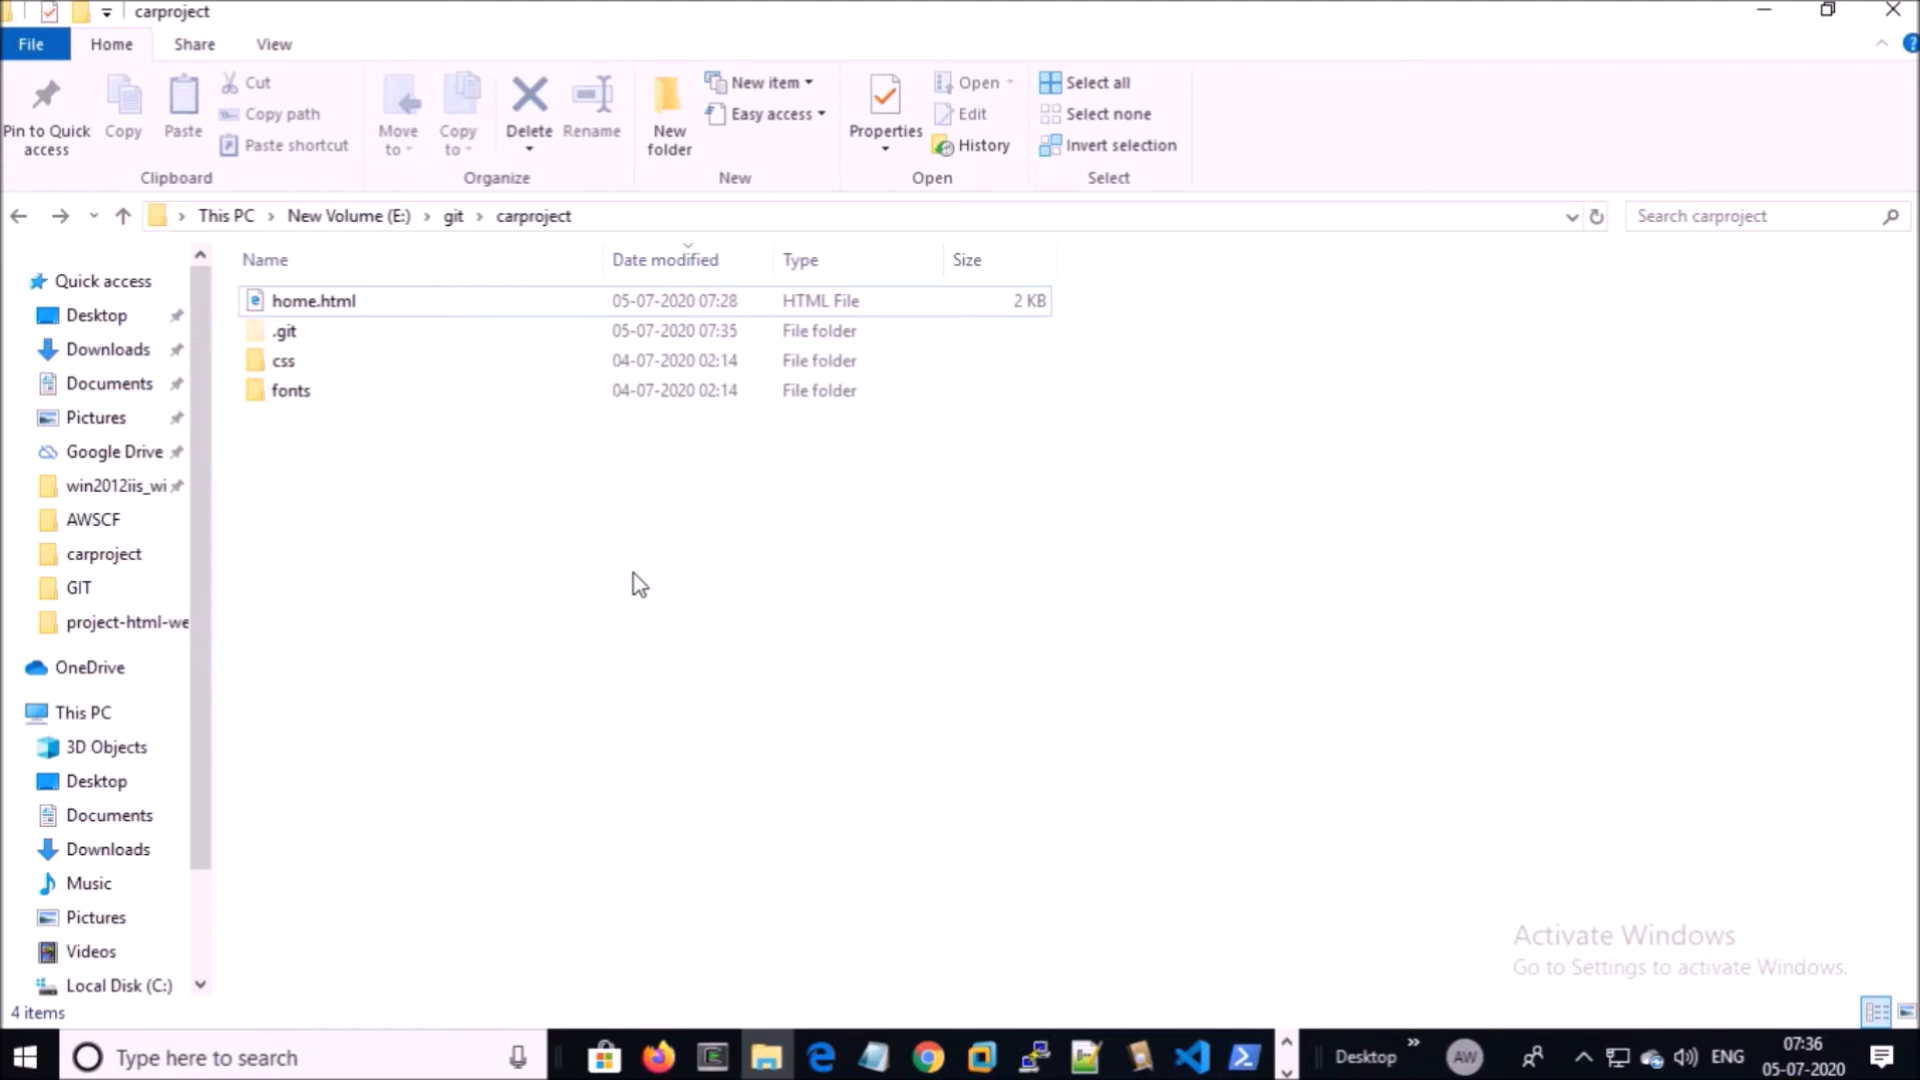 carproject
File Home Share View
Pin to Quick access
Copy
Paste
Cut
Copy path
Paste shortcut
Clipboard
Move to
Copy to
Delete
Rename
Organize
New folder
New item
Easy access
New
Properties
Open
Edit
History
Open
Select all
Select none
Invert selection
Select
This PC > New Volume (E:) > git > carproject
Search carproject
Name Date modified Type Size
home.html 05-07-2020 07:28 HTML File 2 KB
.git 05-07-2020 07:35 File folder
css 04-07-2020 02:14 File folder
fonts 04-07-2020 02:14 File folder
Quick access
Desktop
Downloads
Documents
Pictures
Google Drive
win2012iis_wi
AWSCF
carproject
GIT
project-html-we
OneDrive
This PC
3D Objects
Desktop
Documents
Downloads
Music
Pictures
Videos
Local Disk (C:)
Activate Windows
Go to Settings to activate Windows.
4 items
Type here to search
Desktop
AW
ENG
07:36
05-07-2020